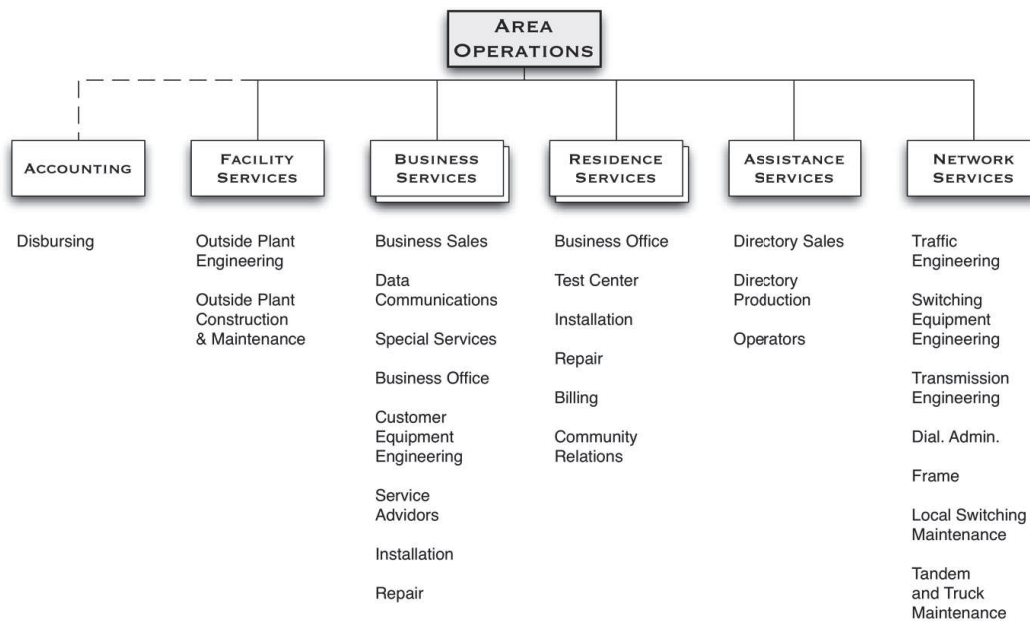 AREA
OPERATIONS
ACCOUNTING
FACILITY
SERVICES
BUSINESS
SERVICES
RESIDENCE
SERVICES
ASSISTANCE
SERVICES
NETWORK
SERVICES
Disbursing
Outside Plant
Engineering
Outside Plant
Construction
& Maintenance
Business Sales
Data
Communications
Special Services
Business Office
Customer
Equipment
Engineering
Service
Advidors
Installation
Repair
Business Office
Test Center
Installation
Repair
Billing
Community
Relations
Directory Sales
Directory
Production
Operators
Traffic
Engineering
Switching
Equipment
Engineering
Transmission
Engineering
Dial. Admin.
Frame
Local Switching
Maintenance
Tandem
and Truck
Maintenance